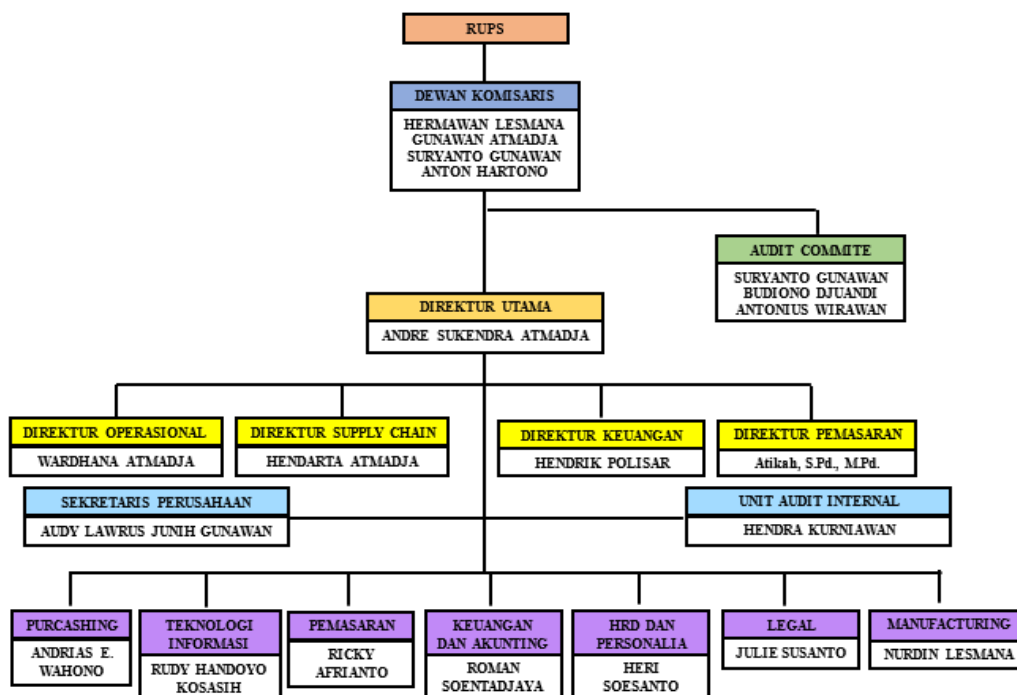 RUPS
DEWAN KOMISARIS
HERMAWAN LESMANA
GUNAWAN ATMADJA
SURYANTO GUNAWAN
ANTON HARTONO
AUDIT COMMITE
SURYANTO GUNAWAN
BUDIONO DJUANDI
ANTONIUS WIRAWAN
DIREKTUR UTAMA
ANDRE SUKENDRA ATMADJA
DIREKTUR OPERASIONAL
WARDHANA ATMADJA
DIREKTUR SUPPLY CHAIN
HENDARTA ATMADJA
DIREKTUR KEUANGAN
HENDRIK POLISAR
DIREKTUR PEMASARAN
Atikah, S.Pd., M.Pd.
SEKRETARIS PERUSAHAAN
AUDY LAWRUS JUNIH GUNAWAN
UNIT AUDIT INTERNAL
HENDRA KURNIAWAN
PURCASHING
ANDRIAS E.
WAHONO
TEKNOLOGI
INFORMASI
RUDY HANDOYO
KOSASIH
PEMASARAN
RICKY
AFRIANTO
KEUANGAN
DAN AKUNTING
ROMAN
SOENTADJAYA
HRD DAN
PERSONALIA
HERI
SOESANTO
LEGAL
JULIE SUSANTO
MANUFACTURING
NURDIN LESMANA